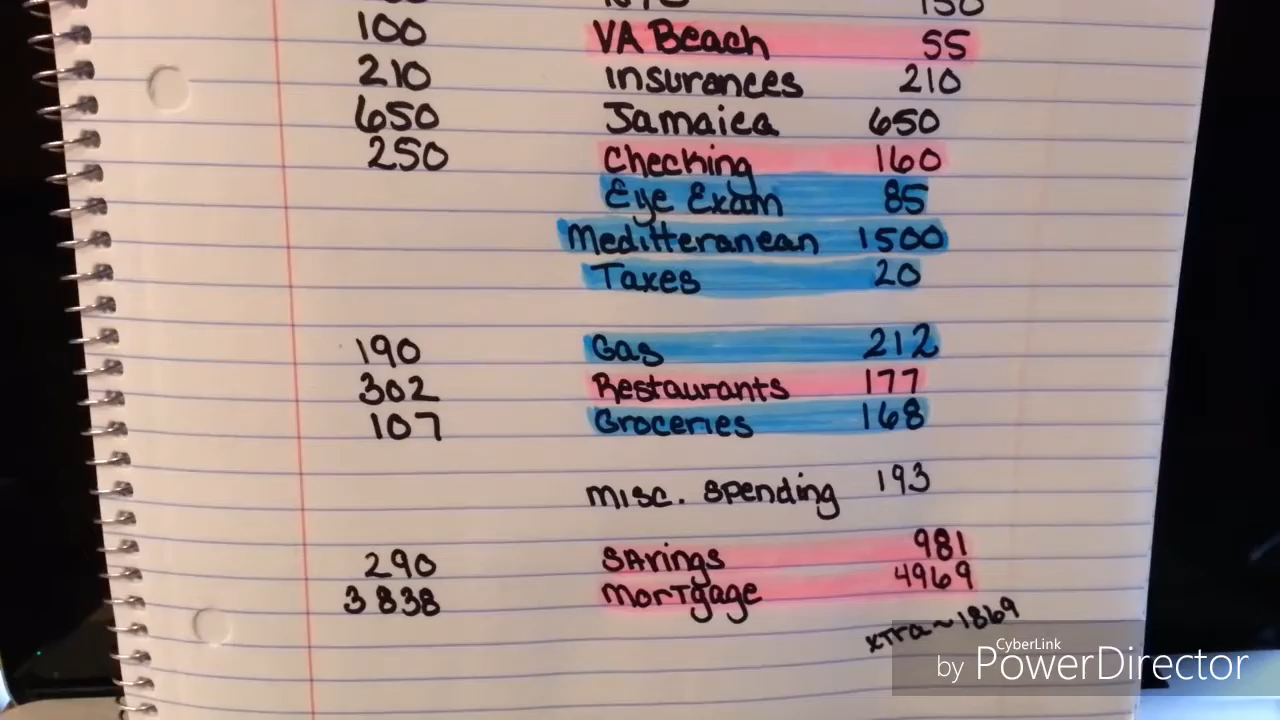 150
100 VA Beach 55
210 Insurances 210
650 Jamaica 650
250 Checking 160
Eye Exam 85
Meditteranean 1500
Taxes 20
190 Gas 212
302 Restaurants 177
107 Groceries 168
misc. spending 193
290 SAvings 981
3838 morTgage 4969
xTra ~ 1869
CyberLink
by PowerDirector